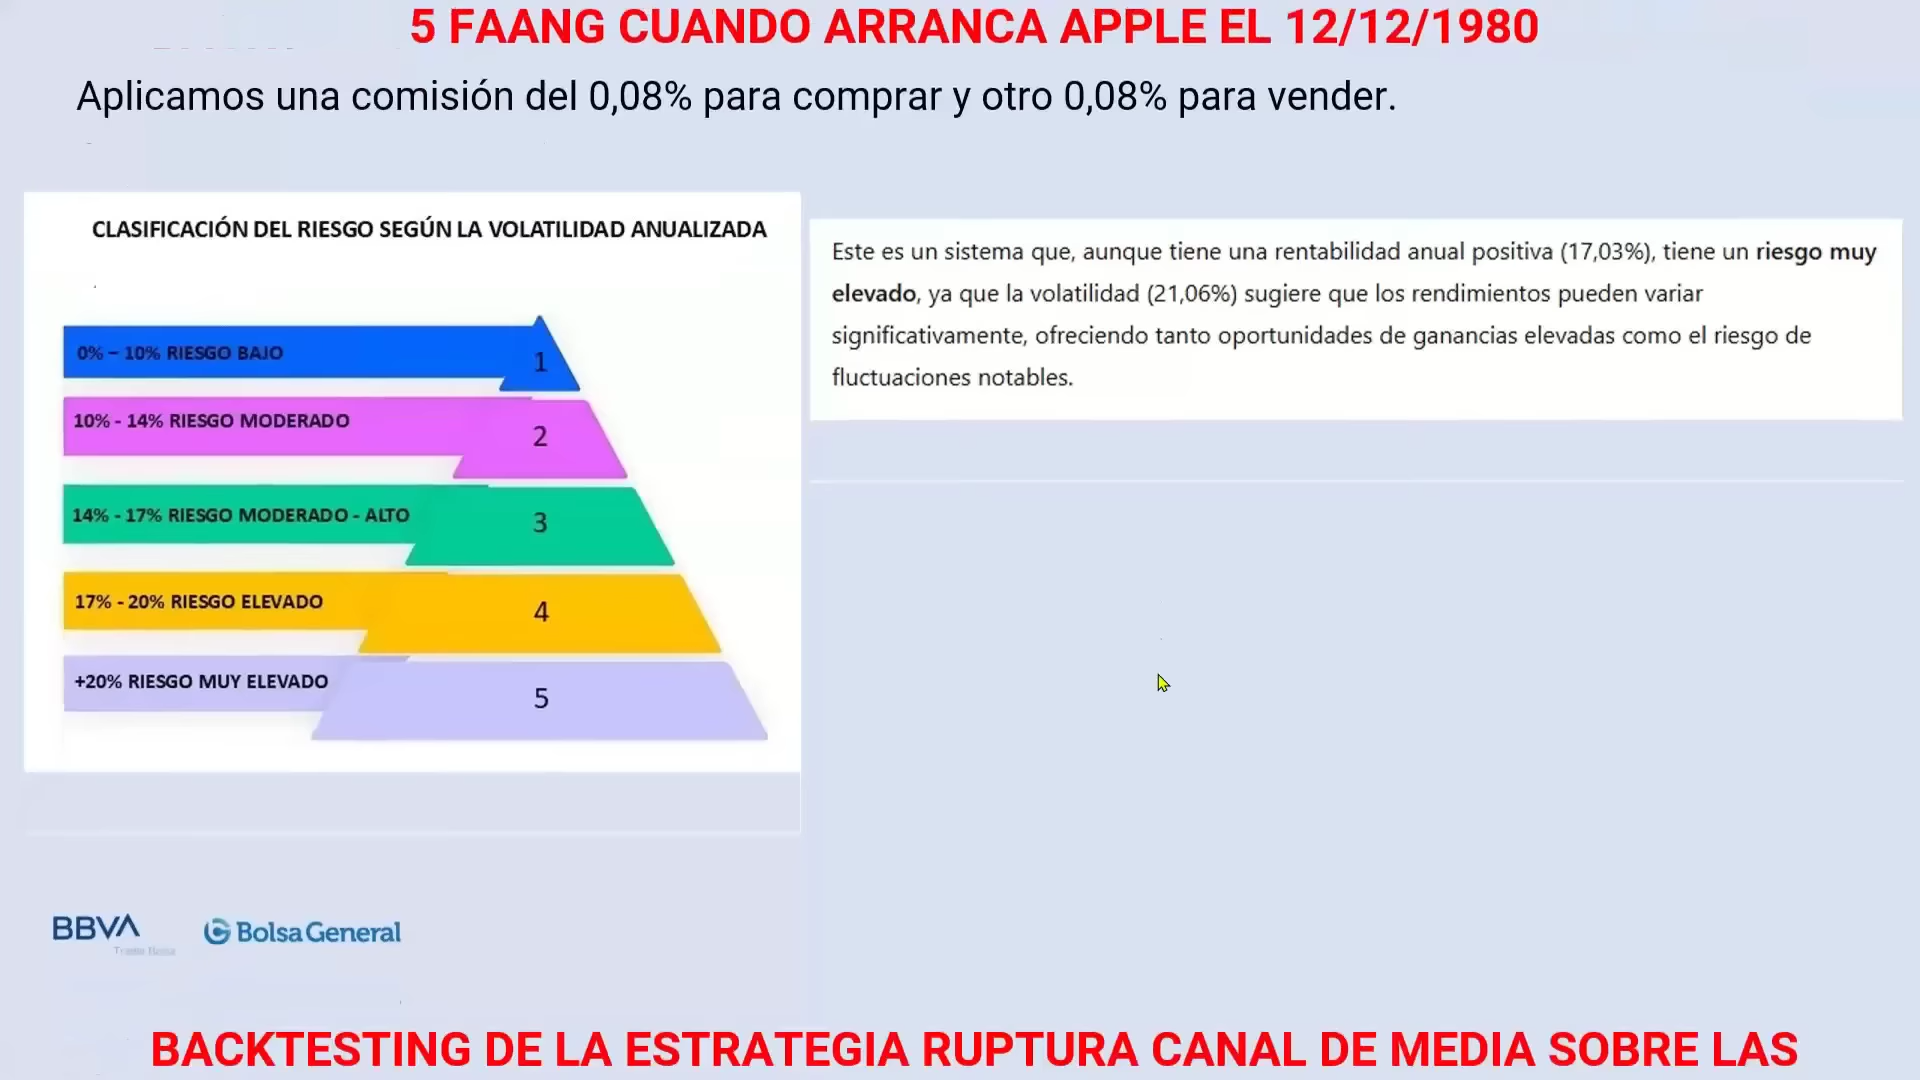 5 FAANG CUANDO ARRANCA APPLE EL 12/12/1980
Aplicamos una comisión del 0,08% para comprar y otro 0,08% para vender.
CLASIFICACIÓN DEL RIESGO SEGÚN LA VOLATILIDAD ANUALIZADA
0% – 10% RIESGO BAJO
1
10% - 14% RIESGO MODERADO
2
14% - 17% RIESGO MODERADO - ALTO
3
17% - 20% RIESGO ELEVADO
4
+20% RIESGO MUY ELEVADO
5
Este es un sistema que, aunque tiene una rentabilidad anual positiva (17,03%), tiene un riesgo muy
elevado, ya que la volatilidad (21,06%) sugiere que los rendimientos pueden variar
significativamente, ofreciendo tanto oportunidades de ganancias elevadas como el riesgo de
fluctuaciones notables.
BBVA
Bolsa General
BACKTESTING DE LA ESTRATEGIA RUPTURA CANAL DE MEDIA SOBRE LAS